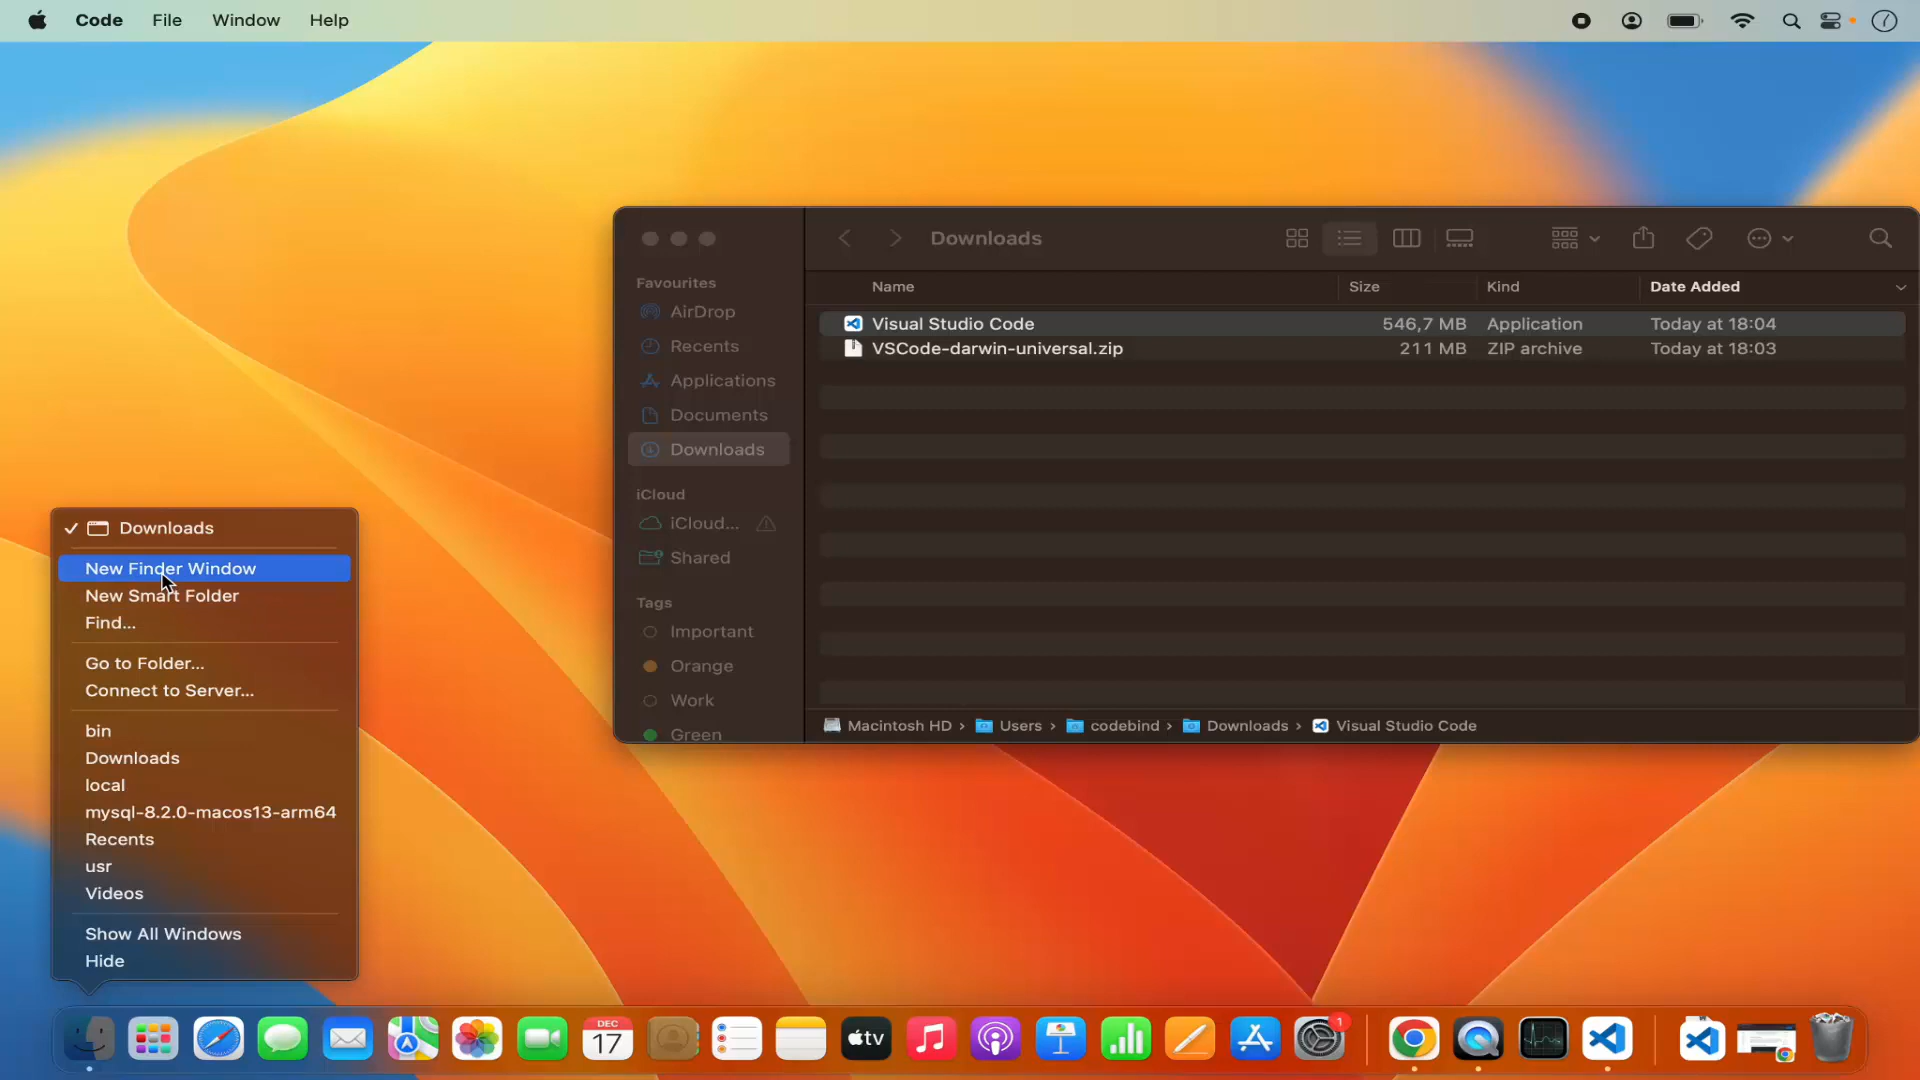 Code File Window Help
Downloads
Favourites
AirDrop
Recents
Applications
Documents
Downloads
iCloud
iCloud...
Shared
Tags
Important
Orange
Work
Green
Name Size Kind Date Added
Visual Studio Code 546,7 MB Application Today at 18:04
VSCode-darwin-universal.zip 211 MB ZIP archive Today at 18:03
Macintosh HD › Users › codebind › Downloads › Visual Studio Code
Downloads
New Finder Window
New Smart Folder
Find...
Go to Folder...
Connect to Server...
bin
Downloads
local
mysql-8.2.0-macos13-arm64
Recents
usr
Videos
Show All Windows
Hide
DEC
17
tv
1